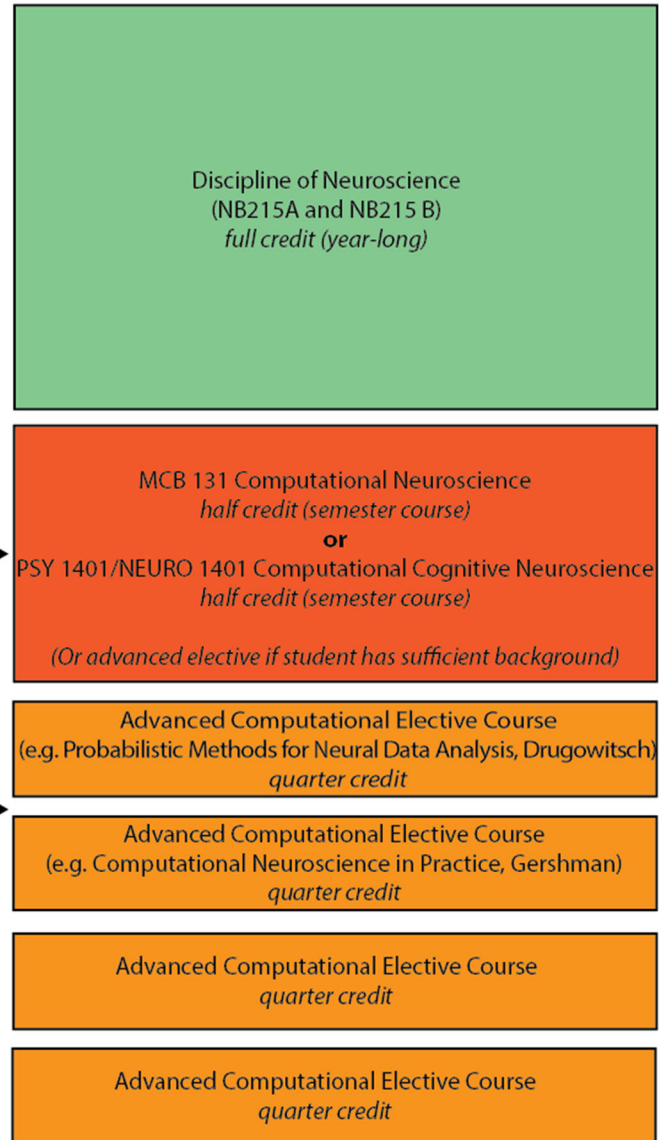 Discipline of Neuroscience
(NB215A and NB215 B)
full credit (year-long)
MCB 131 Computational Neuroscience
half credit (semester course)
or
PSY 1401/NEURO 1401 Computational Cognitive Neuroscience
half credit (semester course)
(Or advanced elective if student has sufficient background)
Advanced Computational Elective Course
(e.g. Probabilistic Methods for Neural Data Analysis, Drugowitsch)
quarter credit
Advanced Computational Elective Course
(e.g. Computational Neuroscience in Practice, Gershman)
quarter credit
Advanced Computational Elective Course
quarter credit
Advanced Computational Elective Course
quarter credit